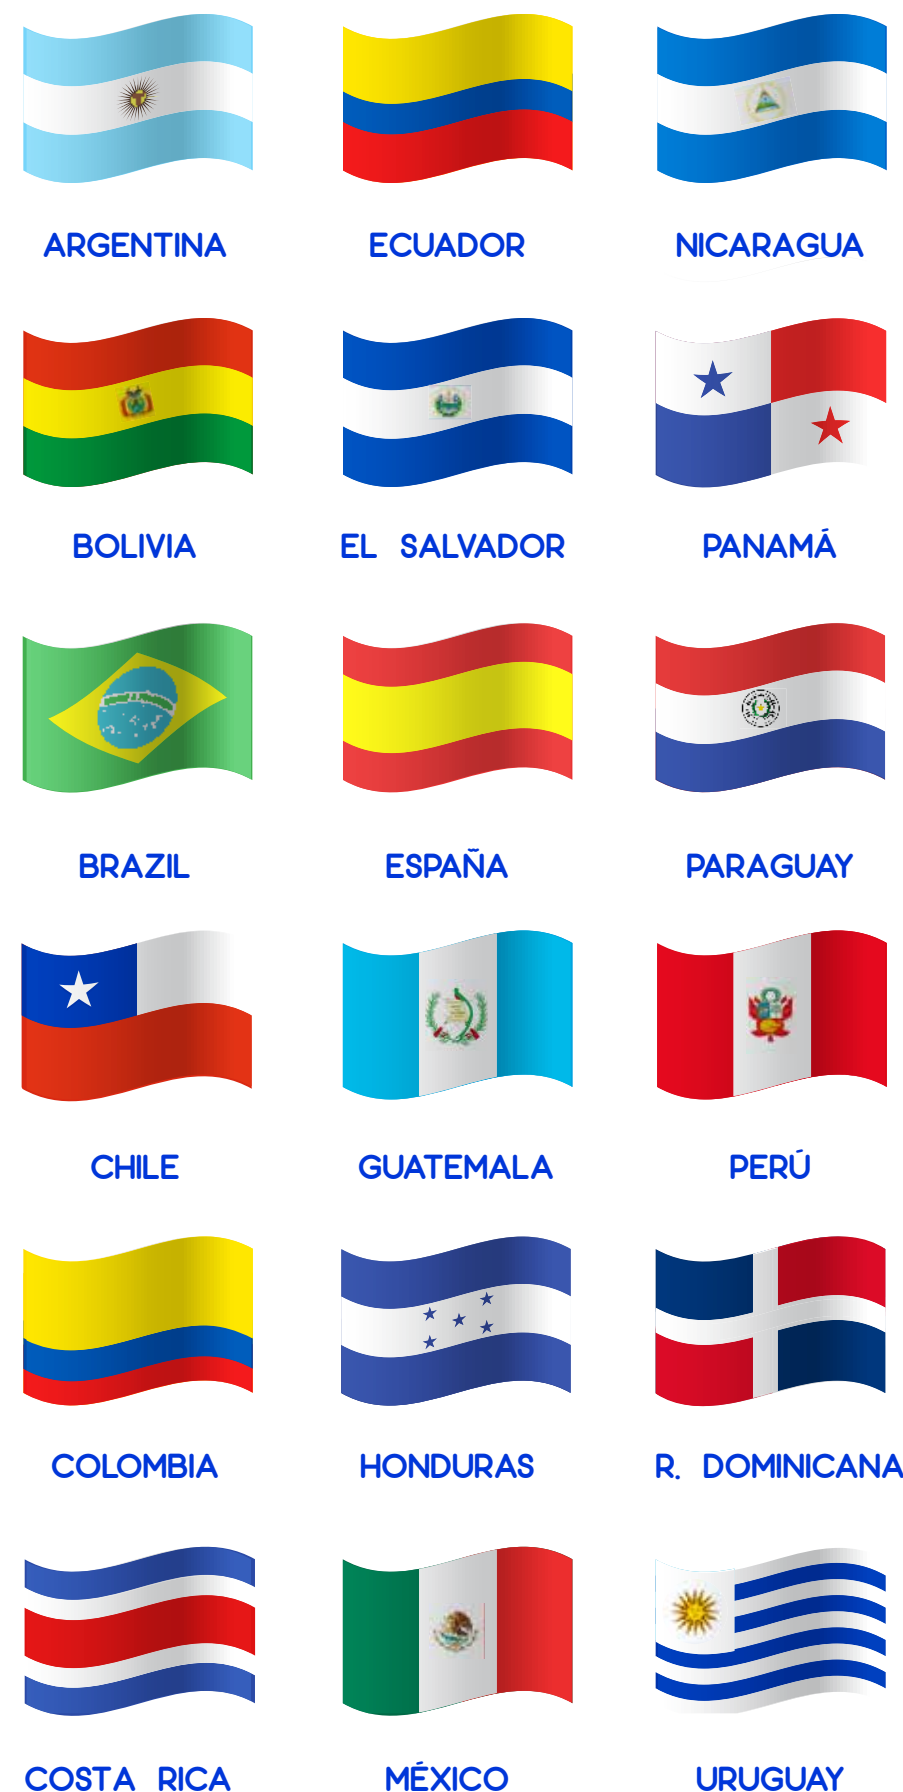 ARGENTINA ECUADOR NICARAGUA
BOLIVIA EL SALVADOR PANAMÁ
BRAZIL ESPAÑA PARAGUAY
CHILE GUATEMALA PERÚ
COLOMBIA HONDURAS R. DOMINICANA
COSTA RICA MÉXICO URUGUAY